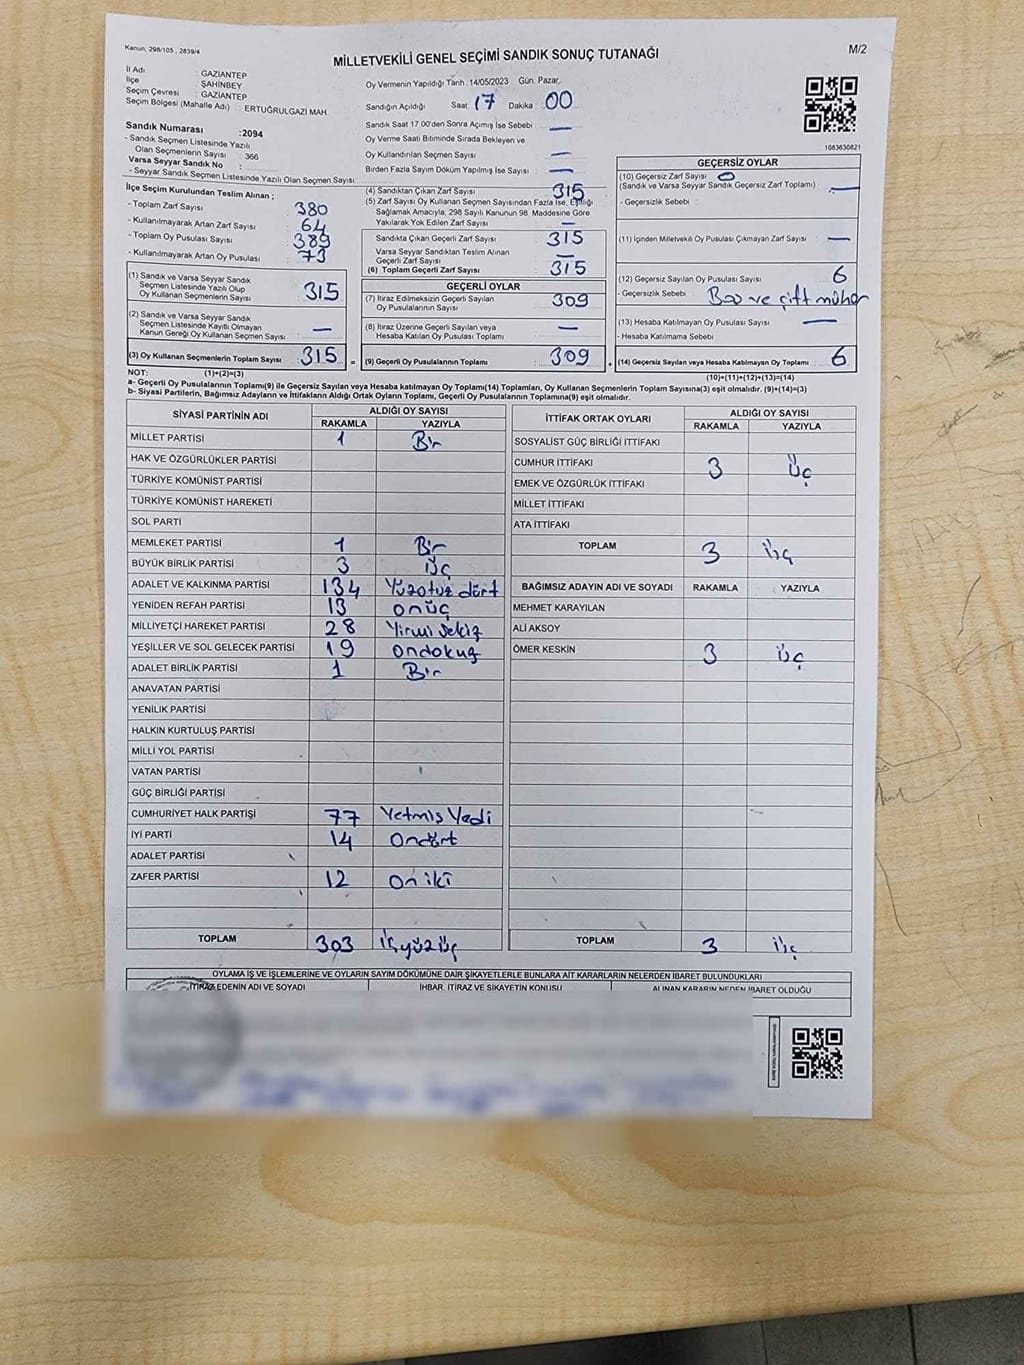 Kanun; 298/105 , 2839/4
MİLLETVEKİLİ GENEL SEÇİMİ SANDIK SONUÇ TUTANAĞI
M/2
İl Adı : GAZİANTEP
İlçe : ŞAHİNBEY
Seçim Çevresi : GAZİANTEP
Seçim Bölgesi (Mahalle Adı) : ERTUĞRULGAZİ MAH.
Sandık Numarası :2094
- Sandık Seçmen Listesinde Yazılı
Olan Seçmenlerin Sayısı : 366
Varsa Seyyar Sandık No :
- Seyyar Sandık Seçmen Listesinde Yazılı Olan Seçmen Sayısı:
Oy Vermenin Yapıldığı Tarih :14/05/2023 Gün: Pazar,
Sandığın Açıldığı Saat 17 Dakika 00
Sandık Saat 17.00'den Sonra Açımış İse Sebebi : —
Oy Verme Saati Bitiminde Sırada Bekleyen ve
Oy Kullandırılan Seçmen Sayısı : —
Birden Fazla Sayım Döküm Yapılmış İse Sayısı : —
1083630821
İlçe Seçim Kurulundan Teslim Alınan ;
- Toplam Zarf Sayısı : 380
- Kullanılmayarak Artan Zarf Sayısı : 64
- Toplam Oy Pusulası Sayısı : 389
- Kullanılmayarak Artan Oy Pusulası : 73
(1) Sandık ve Varsa Seyyar Sandık
Seçmen Listesinde Yazılı Olup
Oy Kullanan Seçmenlerin Sayısı 315
(2) Sandık ve Varsa Seyyar Sandık
Seçmen Listesinde Kayıtlı Olmayan
Kanun Gereği Oy Kullanan Seçmen Sayısı —
(3) Oy Kullanan Seçmenlerin Toplam Sayısı 315 =
(4) Sandıktan Çıkan Zarf Sayısı : 315
(5) Zarf Sayısı Oy Kullanan Seçmen Sayısından Fazla İse, Eşitliği
Sağlamak Amacıyla, 298 Sayılı Kanunun 98. Maddesine Göre
Yakılarak Yok Edilen Zarf Sayısı : —
Sandıkta Çıkan Geçerli Zarf Sayısı : 315
Varsa Seyyar Sandıktan Teslim Alınan
Geçerli Zarf Sayısı : —
(6) Toplam Geçerli Zarf Sayısı : 315
GEÇERLİ OYLAR
(7) İtiraz Edilmeksizin Geçerli Sayılan
Oy Pusulalarının Sayısı : 309
(8) İtiraz Üzerine Geçerli Sayılan veya
Hesaba Katılan Oy Pusulası Toplamı : —
(9) Geçerli Oy Pusulalarının Toplamı : 309 +
GEÇERSİZ OYLAR
(10) Geçersiz Zarf Sayısı 0
(Sandık ve Varsa Seyyar Sandık Geçersiz Zarf Toplamı) : —
- Geçersizlik Sebebi :
(11) İçinden Milletvekili Oy Pusulası Çıkmayan Zarf Sayısı : —
(12) Geçersiz Sayılan Oy Pusulası Sayısı : 6
- Geçersizlik Sebebi : Boş ve çift mühür
(13) Hesaba Katılmayan Oy Pusulası Sayısı : —
- Hesaba Katılmama Sebebi :
(14) Geçersiz Sayılan veya Hesaba Katılmayan Oy Toplamı : 6
NOT: (1)+(2)=(3) (10)+(11)+(12)+(13)=(14)
a- Geçerli Oy Pusulalarının Toplamı(9) ile Geçersiz Sayılan veya Hesaba katılmayan Oy Toplamı(14) Toplamları, Oy Kullanan Seçmenlerin Toplam Sayısına(3) eşit olmalıdır. (9)+(14)=(3)
b- Siyasi Partilerin, Bağımsız Adayların ve İttifakların Aldığı Ortak Oyların Toplamı, Geçerli Oy Pusulalarının Toplamına(9) eşit olmalıdır.
SİYASİ PARTİNİN ADI ALDIĞI OY SAYISI
RAKAMLA YAZIYLA
MİLLET PARTİSİ 1 Bir
HAK VE ÖZGÜRLÜKLER PARTİSİ
TÜRKİYE KOMÜNİST PARTİSİ
TÜRKİYE KOMÜNİST HAREKETİ
SOL PARTİ
MEMLEKET PARTİSİ 1 Bir
BÜYÜK BİRLİK PARTİSİ 3 üç
ADALET VE KALKINMA PARTİSİ 134 Yüzotuz dört
YENİDEN REFAH PARTİSİ 13 onüç
MİLLİYETÇİ HAREKET PARTİSİ 28 Yirmi sekiz
YEŞİLLER VE SOL GELECEK PARTİSİ 19 ondokuz
ADALET BİRLİK PARTİSİ 1 Bir
ANAVATAN PARTİSİ
YENİLİK PARTİSİ
HALKIN KURTULUŞ PARTİSİ
MİLLİ YOL PARTİSİ
VATAN PARTİSİ
GÜÇ BİRLİĞİ PARTİSİ
CUMHURİYET HALK PARTİSİ 77 Yetmiş Yedi
İYİ PARTİ 14 Ondört
ADALET PARTİSİ
ZAFER PARTİSİ 12 On iki
TOPLAM 303 üçyüzüç
İTTİFAK ORTAK OYLARI ALDIĞI OY SAYISI
RAKAMLA YAZIYLA
SOSYALİST GÜÇ BİRLİĞİ İTTİFAKI
CUMHUR İTTİFAKI 3 üç
EMEK VE ÖZGÜRLÜK İTTİFAKI
MİLLET İTTİFAKI
ATA İTTİFAKI
TOPLAM 3 üç
BAĞIMSIZ ADAYIN ADI VE SOYADI RAKAMLA YAZIYLA
MEHMET KARAYILAN
ALİ AKSOY
ÖMER KESKİN 3 üç
TOPLAM 3 üç
OYLAMA İŞ VE İŞLEMLERİNE VE OYLARIN SAYIM DÖKÜMÜNE DAİR ŞİKAYETLERLE BUNLARA AİT KARARLARIN NELERDEN İBARET BULUNDUKLARI
İTİRAZ EDENİN ADI VE SOYADI İHBAR, İTİRAZ VE ŞİKAYETİN KONUSU ALINAN KARARIN NEDEN İBARET OLDUĞU